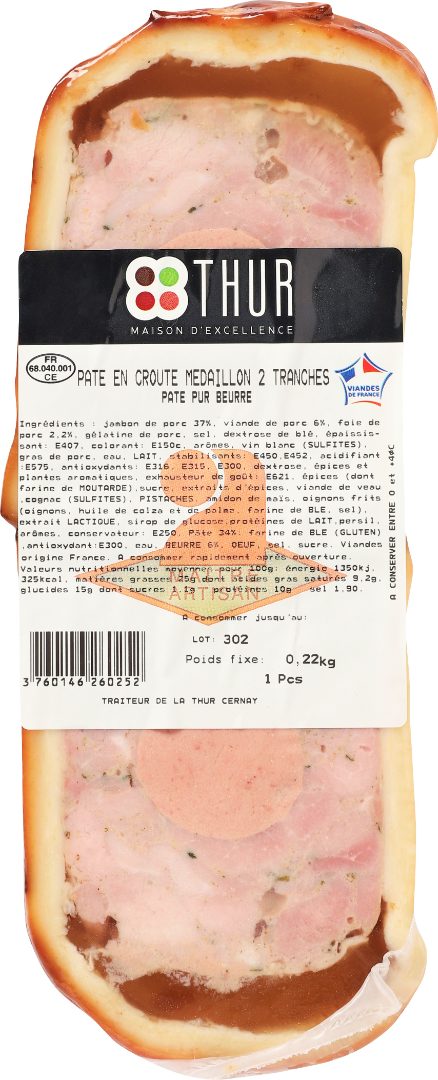 THUR
MAISON D'EXCELLENCE
FR
68.040.001
CE
PATE EN CROUTE MEDAILLON 2 TRANCHES
PATE PUR BEURRE
VIANDES
DE FRANCE
Ingrédients : jambon de porc 37%, viande de porc 6%, foie de
porc 2,2%, gélatine de porc, sel, dextrose de blé, épaissis-
sant: E407, colorant: E150c, arômes, vin blanc (SULFITES),
gras de porc, eau, LAIT, stabilisants: E450,E452, acidifiant
:E575, antioxydants: E316, E315, E300, dextrose, épices et
plantes aromatiques, exhausteur de goût: E621, épices (dont
farine de MOUTARDE),sucre, extraits d'épices, viande de veau
,cognac (SULFITES), PISTACHES, amidon de maïs, oignons frits
(oignons, huile de colza et de palme, farine de BLE, sel),
extrait LACTIQUE, sirop de glucose,protéines de LAIT,persil,
arômes, conservateur: E250, Pâte 34%: farine de BLE (GLUTEN)
,antioxydant:E300, eau, BEURRE 6%, OEUF, sel, sucre. Viandes
origine France. A consommer rapidement après ouverture.
Valeurs nutritionnelles moyenne / 100g: énergie 1350kj,
325kcal, matières grasses 25g dont acides gras saturés 9.2g,
glucides 15g dont sucres 1.1g, protéines 10g, sel 1.90.
MAITRE
ARTISAN
A CONSERVER ENTRE 0 et +4°C
A consommer jusqu'au:
LOT: 302
Poids fixe: 0,22kg
1 Pcs
3 760146 260252
TRAITEUR DE LA THUR CERNAY